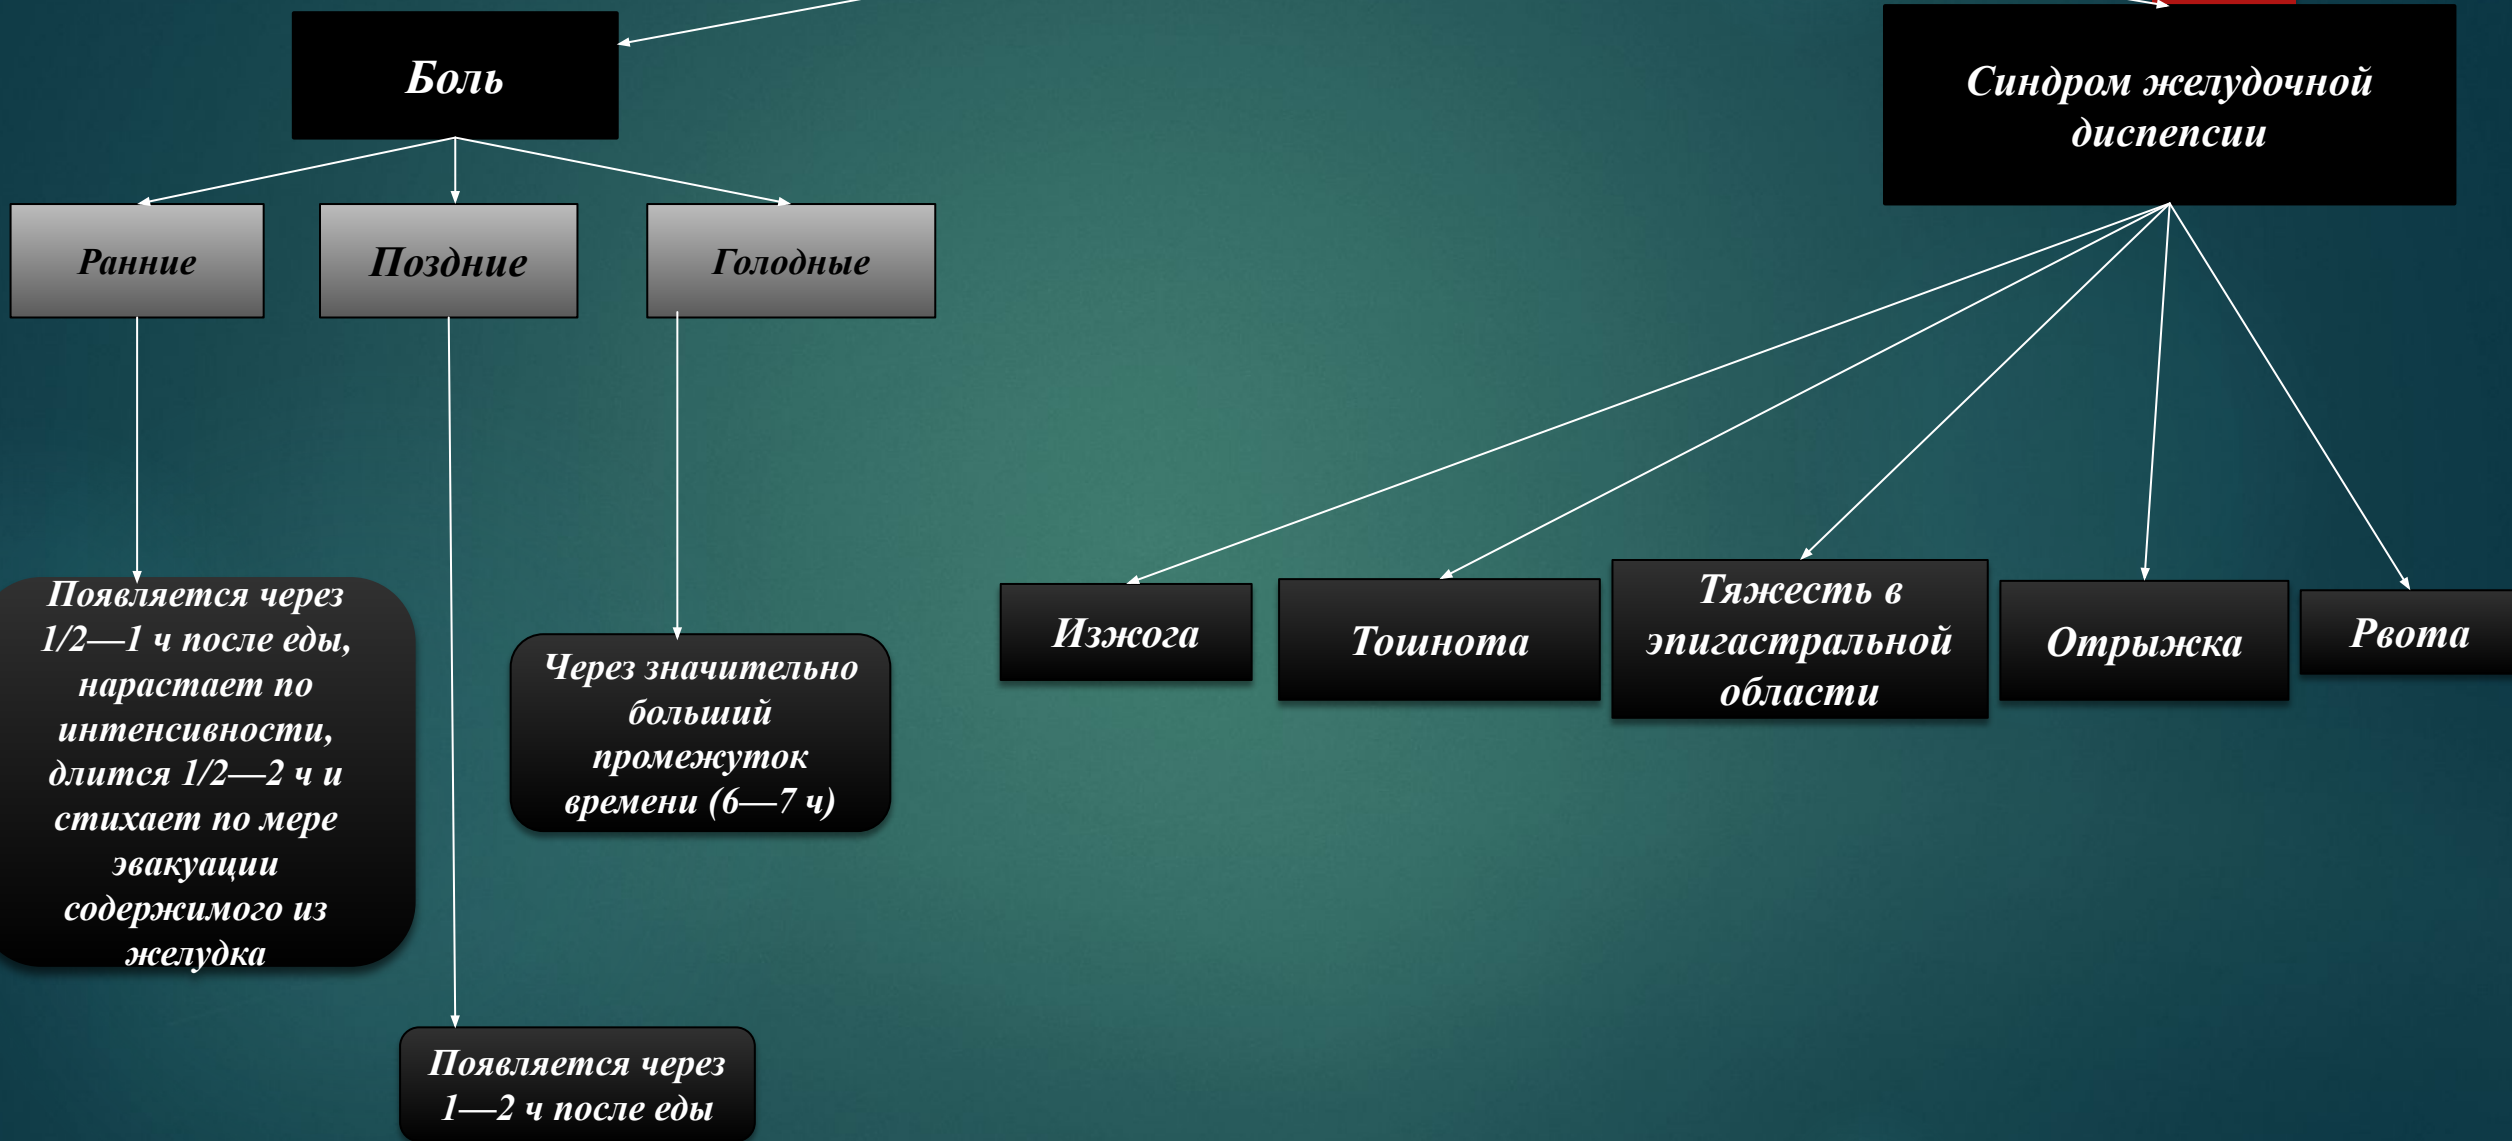 Боль
Синдром желудочной
диспепсии
Ранние
Поздние
Голодные
Появляется через
1/2—1 ч после еды,
нарастает по
интенсивности,
длится 1/2—2 ч и
стихает по мере
эвакуации
содержимого из
желудка
Появляется через
1—2 ч после еды
Через значительно
больший
промежуток
времени (6—7 ч)
Изжога
Тошнота
Тяжесть в
эпигастральной
области
Отрыжка
Рвота